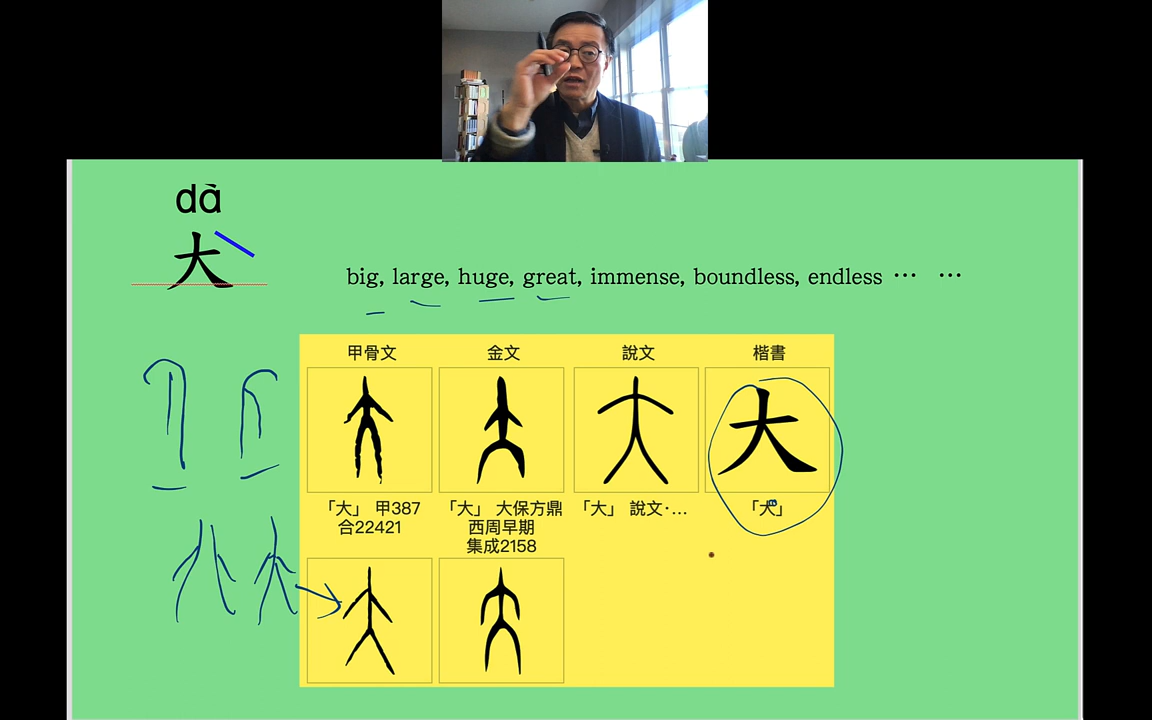 dà
大
big, large, huge, great, immense, boundless, endless ⋯ ⋯
甲骨文
金文
說文
楷書
大
「大」 甲387
合22421
「大」 大保方鼎
西周早期
集成2158
「大」 說文·...
「大」